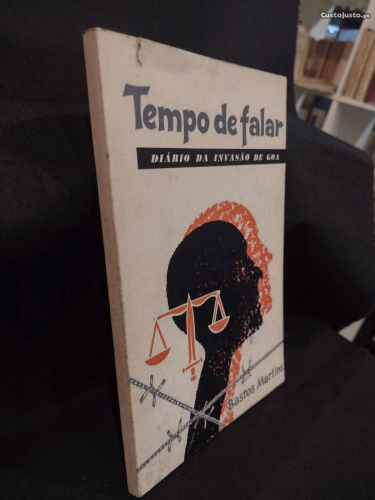 CustoJusto.pt
Tempo de falar
DIÁRIO DA INVASÃO DE GOA
Bastos Martins